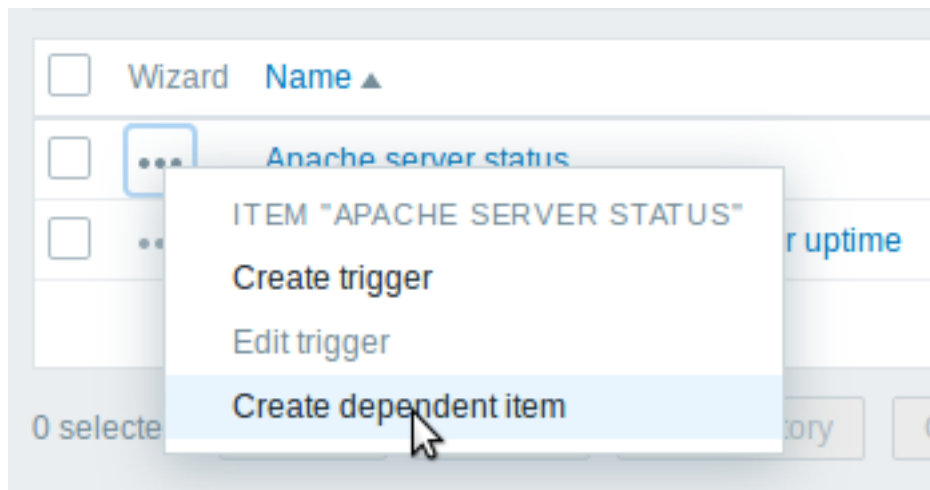 Wizard Name ▲
Apache server status
ITEM "APACHE SERVER STATUS"
r uptime
Create trigger
Edit trigger
Create dependent item
0 selecte
tory